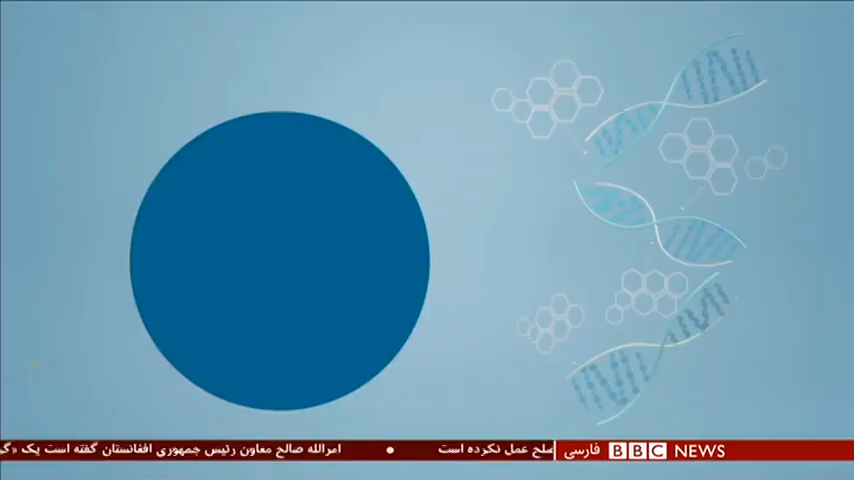 BBC NEWS فارسی
صلح عمل نکرده است • امرالله صالح معاون رئیس جمهوری افغانستان گفته است یک